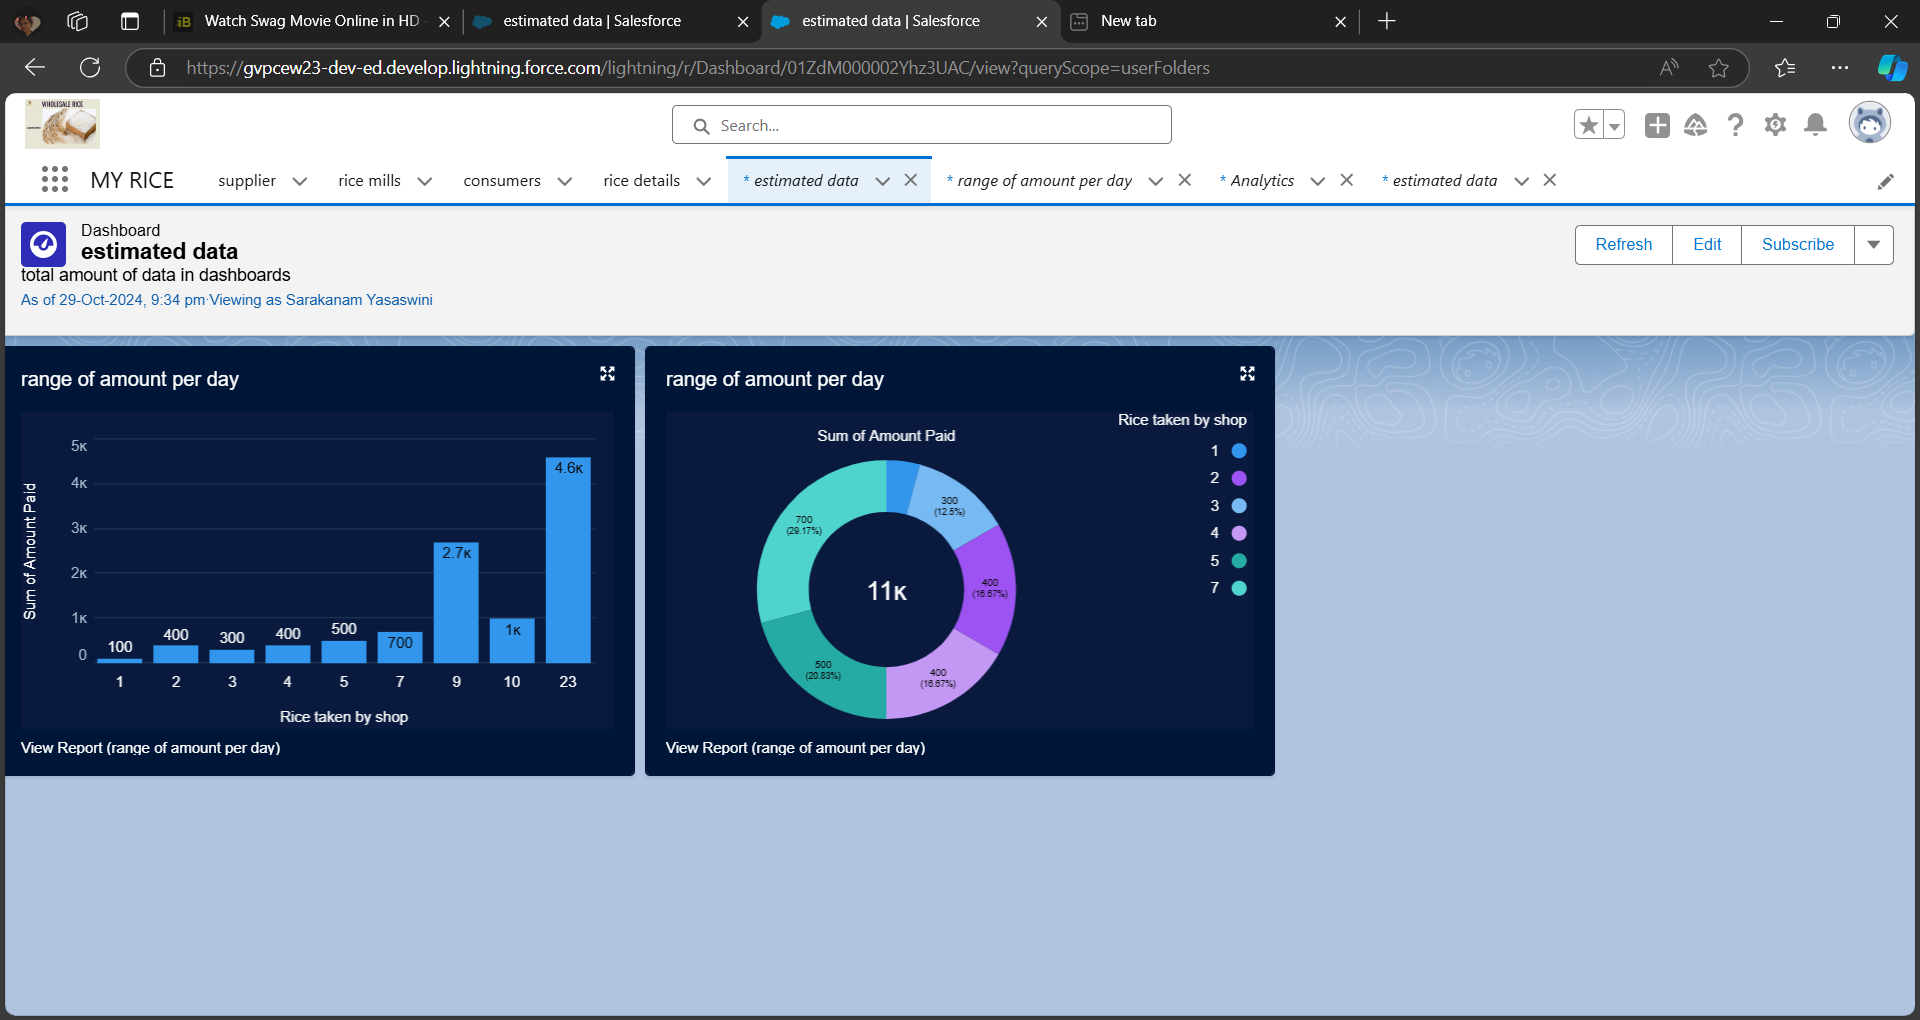 Watch Swag Movie Online in HD
estimated data | Salesforce
estimated data | Salesforce
New tab
https://gvpcew23-dev-ed.develop.lightning.force.com/lightning/r/Dashboard/01ZdM000002Yhz3UAC/view?queryScope=userFolders
WHOLESALE RICE
Search...
MY RICE
supplier
rice mills
consumers
rice details
* estimated data
* range of amount per day
* Analytics
* estimated data
Dashboard
estimated data
total amount of data in dashboards
As of 29-Oct-2024, 9:34 pm·Viewing as Sarakanam Yasaswini
Refresh
Edit
Subscribe
range of amount per day
Sum of Amount Paid
5K
4K
3K
2K
1K
0
100
400
300
400
500
700
2.7K
1K
4.6K
1
2
3
4
5
7
9
10
23
Rice taken by shop
View Report (range of amount per day)
range of amount per day
Sum of Amount Paid
Rice taken by shop
1
2
3
4
5
7
300
(12.5%)
400
(16.67%)
400
(16.67%)
500
(20.83%)
700
(29.17%)
11K
View Report (range of amount per day)